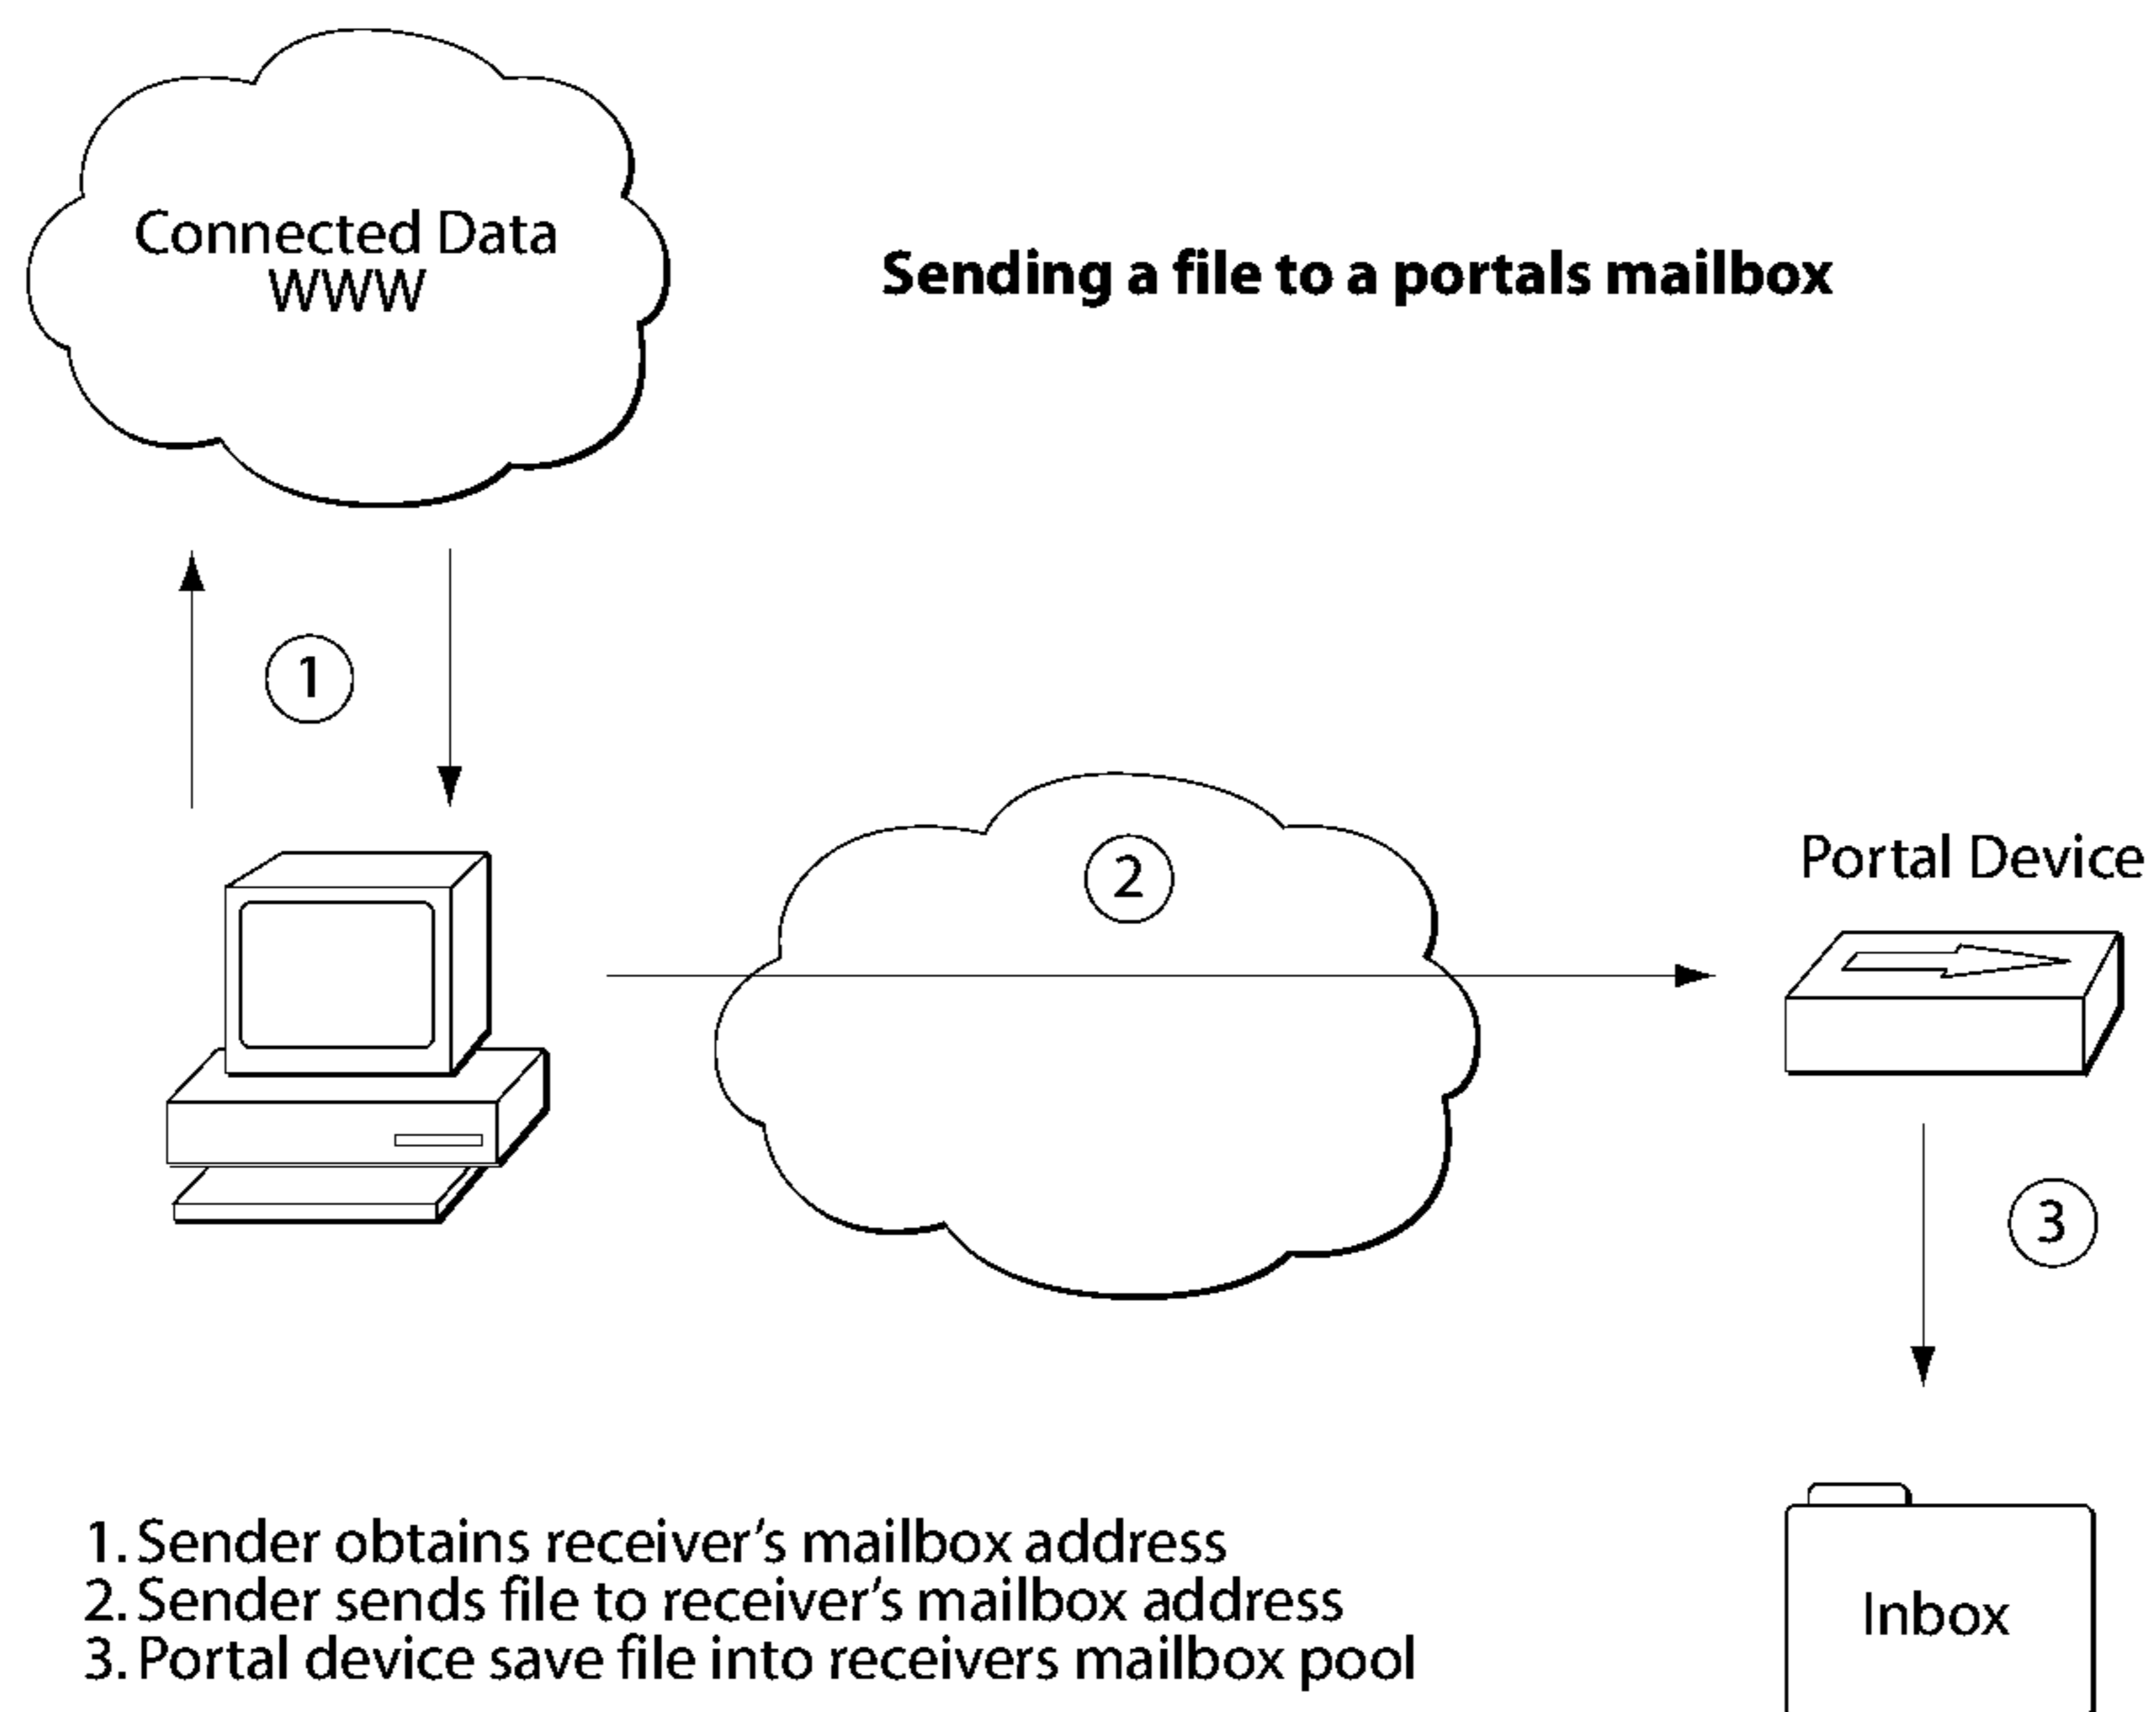 Connected Data
WWW
Sending a file to a portals mailbox
1
2
Portal Device
3
1. Sender obtains receiver's mailbox address
2. Sender sends file to receiver's mailbox address
3. Portal device save file into receivers mailbox pool
Inbox